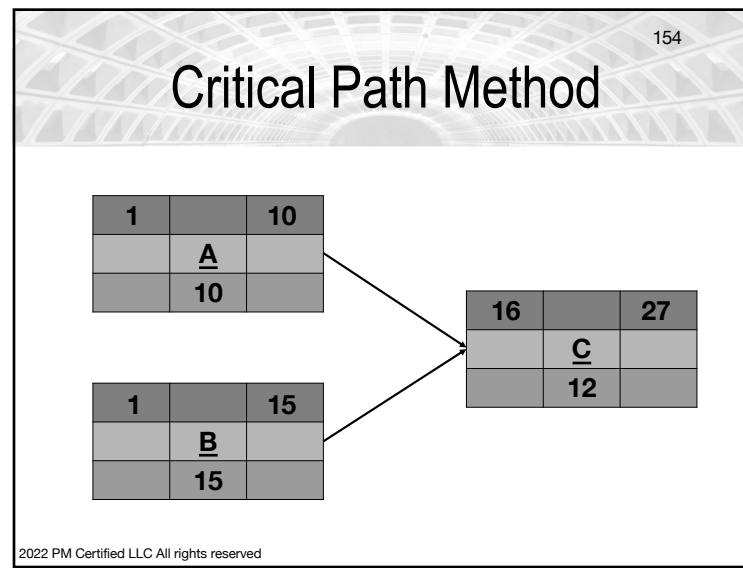 154
Critical Path Method
1 10
A
10
16 27
C
12
1 15
B
15
2022 PM Certified LLC All rights reserved